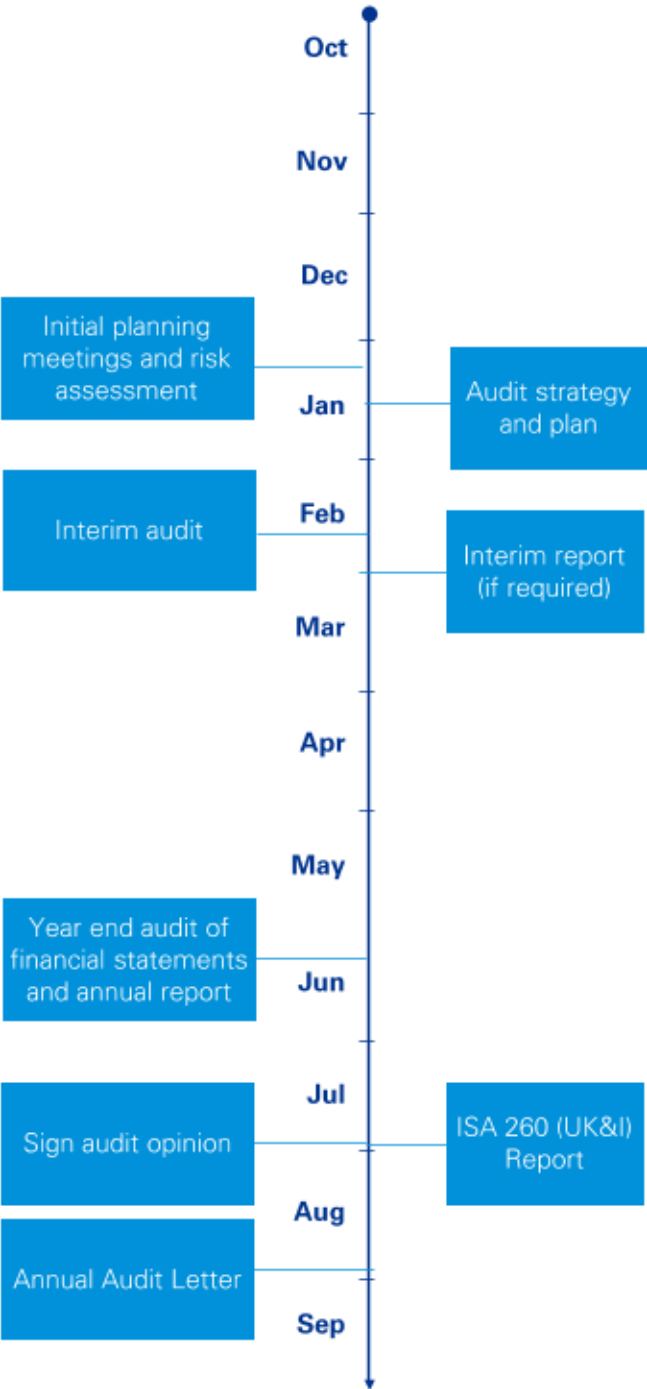 Oct
Nov
Dec
Initial planning
meetings and risk
assessment
Audit strategy
and plan
Jan
Feb
Interim audit
Interim report
(if required)
Mar
Apr
May
Year end audit of
financial statements
and annual report
Jun
Jul
Sign audit opinion
ISA 260 (UK&I)
Report
Aug
Annual Audit Letter
Sep